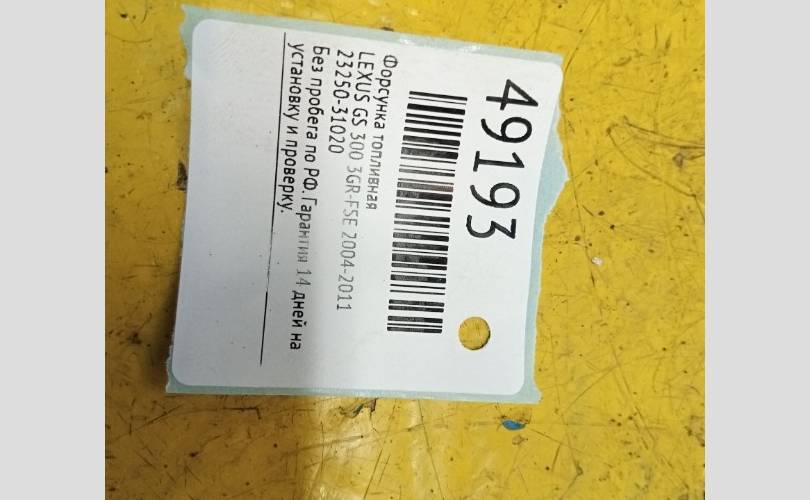 49193
Форсунка топливная
LEXUS GS 300 3GR-FSE 2004-2011
23250-31020
Без пробега по РФ. Гарантия 14 дней на
установку и проверку.